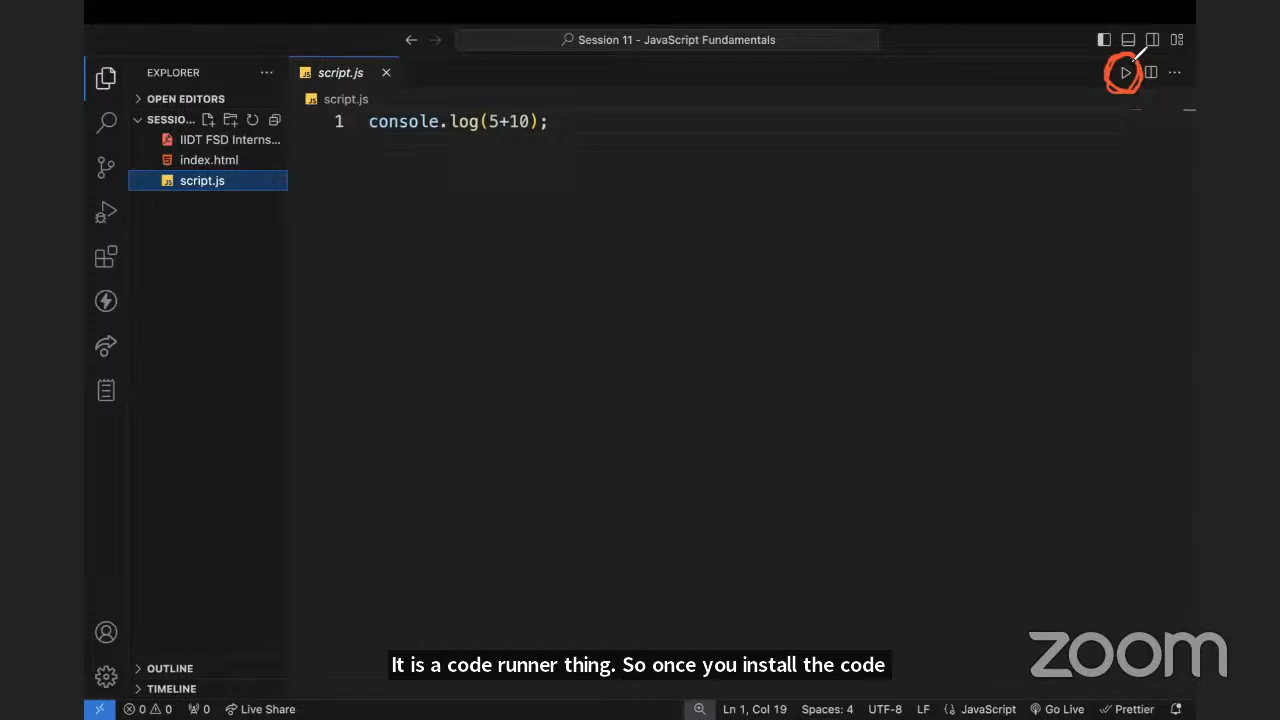 Session 11 - JavaScript Fundamentals
EXPLORER
script.js
OPEN EDITORS
script.js
SESSIO...
1 console.log(5+10);
IIDT FSD Interns...
index.html
script.js
It is a code runner thing. So once you install the code
zoom
OUTLINE
TIMELINE
0 0 0 Live Share Ln 1, Col 19 Spaces: 4 UTF-8 LF JavaScript Go Live Prettier